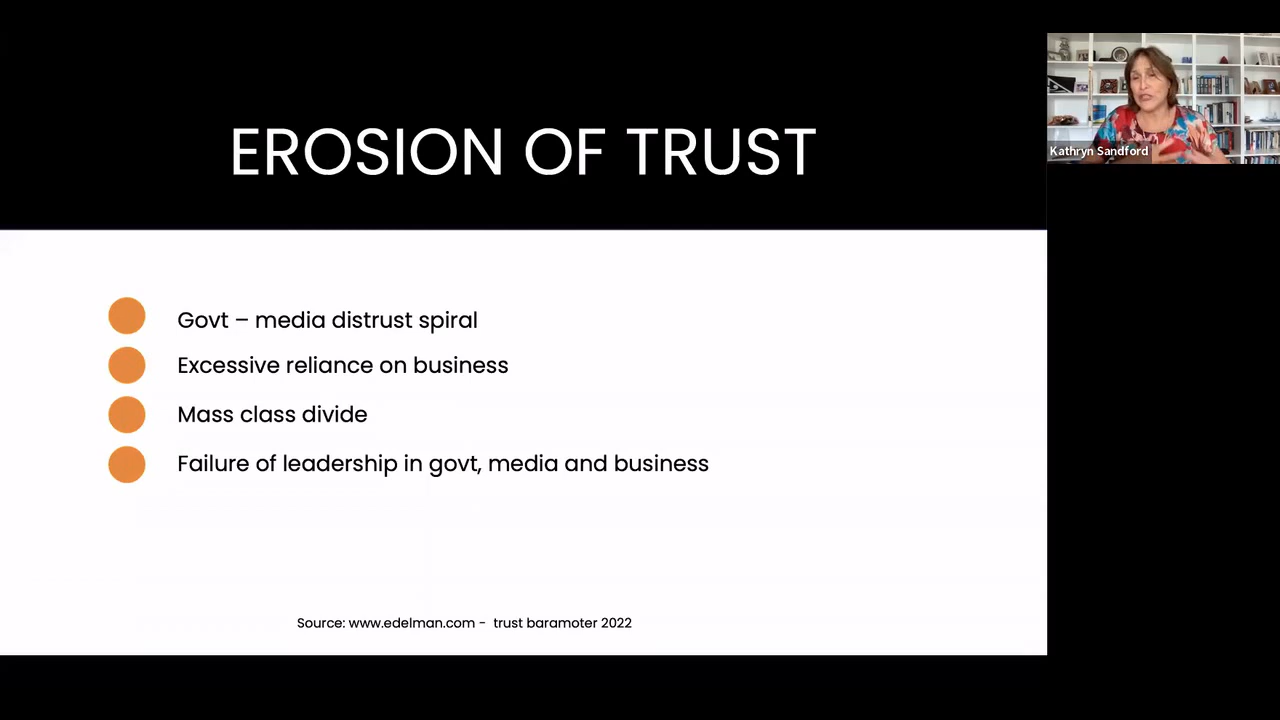 EROSION OF TRUST
Kathryn Sandford
Govt – media distrust spiral
Excessive reliance on business
Mass class divide
Failure of leadership in govt, media and business
Source: www.edelman.com - trust baramoter 2022